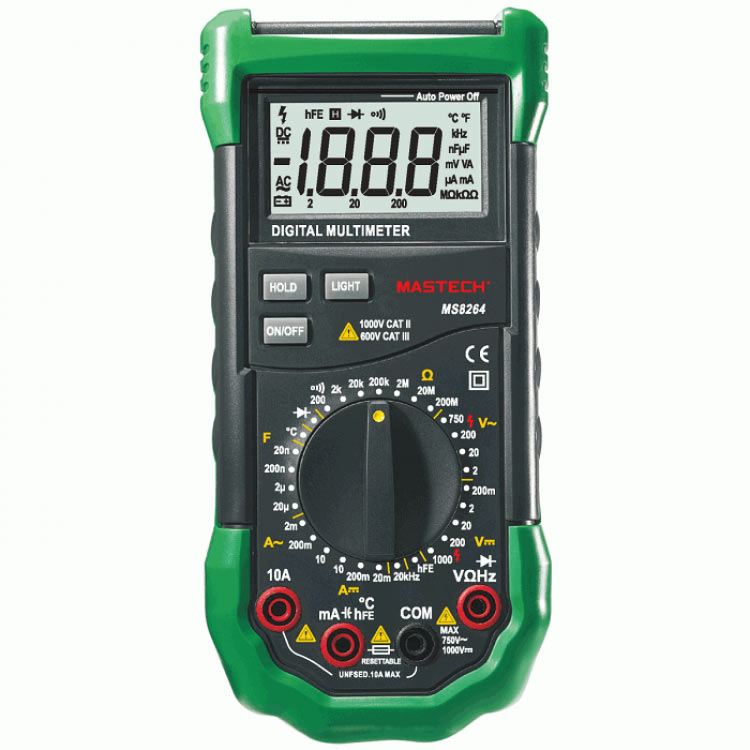 Auto Power Off
hFE H
°C °F
DC
kHz
nFµF
-1.8.8.8
mV VA
AC
µA mA
MΩkΩΩ
2 20 200
DIGITAL MULTIMETER
HOLD LIGHT
MASTECH
MS8264
ON/OFF
1000V CAT II
600V CAT III
CE
Ω
200 2k 20k 200k 2M 20M 200M
750 V~
200
20
2
200m
2
20
200 V⎓
1000
hFE
20kHz
20m
200m
10
A⎓
10
200m A~
2m
20µ
2µ
200n
20n
F
°C
10A
mA hFE °C
COM
VΩHz
MAX
750V~
1000V⎓
RESETTABLE
UNFSED.10A MAX